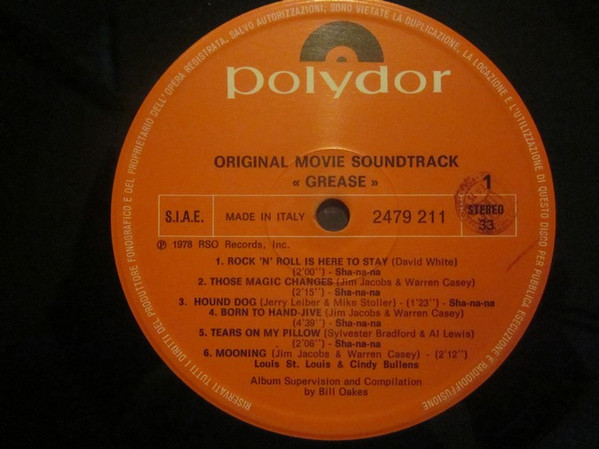 RISERVATI TUTTI I DIRITTI DEL PRODUTTORE FONOGRAFICO E DEL PROPRIETARIO DELL'OPERA REGISTRATA. SALVO AUTORIZZAZIONI, SONO VIETATE LA DUPLICAZIONE, LA LOCAZIONE E L'UTILIZZAZIONE DI QUESTO DISCO PER PUBBLICA ESECUZIONE E RADIODIFFUSIONE
polydor
ORIGINAL MOVIE SOUNDTRACK
« GREASE »
1
S.I.A.E.
MADE IN ITALY
2479 211
STEREO
33
℗ 1978 RSO Records, Inc.
1. ROCK 'N' ROLL IS HERE TO STAY (David White)
(2'00'') - Sha-na-na
2. THOSE MAGIC CHANGES (Jim Jacobs & Warren Casey)
(2'15'') - Sha-na-na
3. HOUND DOG (Jerry Leiber & Mike Stoller) - (1'23'') - Sha-na-na
4. BORN TO HAND-JIVE (Jim Jacobs & Warren Casey)
(4'39'') - Sha-na-na
5. TEARS ON MY PILLOW (Sylvester Bradford & Al Lewis)
(2'06'') - Sha-na-na
6. MOONING (Jim Jacobs & Warren Casey) - (2'12'')
Louis St. Louis & Cindy Bullens
Album Supervision and Compilation
by Bill Oakes